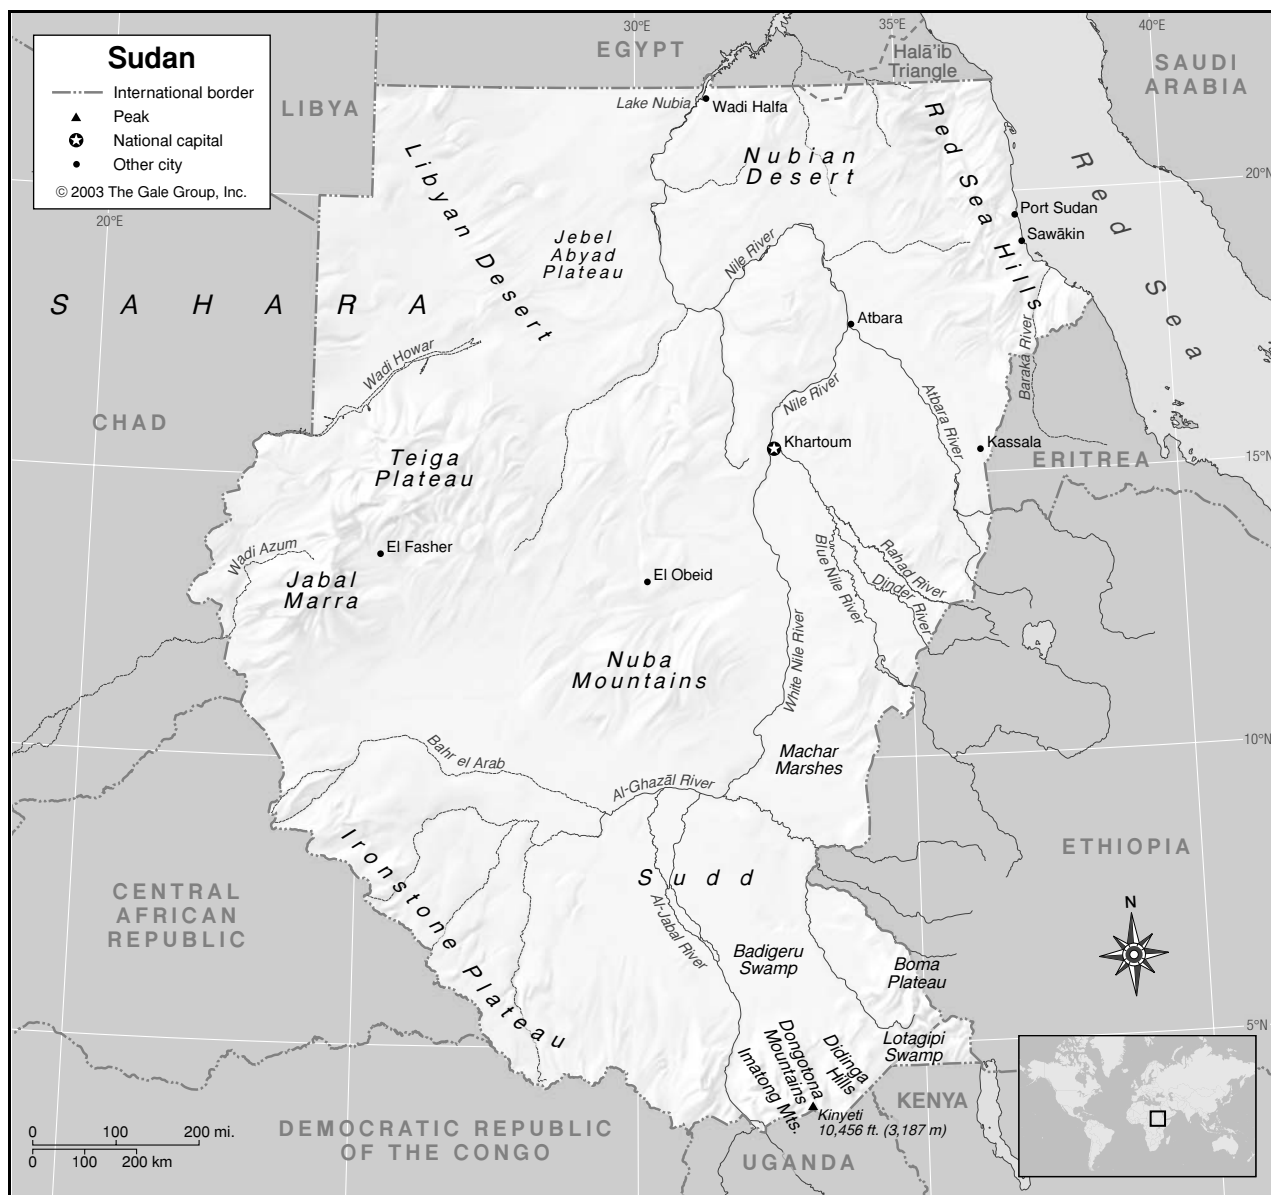 Sudan
International border
Peak
National capital
Other city
© 2003 The Gale Group, Inc.
20°E
30°E
35°E
40°E
EGYPT
Halā'ib
Triangle
SAUDI
ARABIA
LIBYA
Lake Nubia
Wadi Halfa
Nubian
Desert
Red Sea Hills
Red Sea
20°N
Libyan Desert
Port Sudan
Sawākin
Jebel
Abyad
Plateau
Nile River
SAHARA
Atbara
Baraka River
Wadi Howar
Nile River
Atbara River
CHAD
Khartoum
Kassala
ERITREA
15°N
Teiga
Plateau
El Fasher
Wadi Azum
Jabal
Marra
El Obeid
Blue Nile River
Rahad River
Dinder River
White Nile River
Nuba
Mountains
10°N
Bahr el Arab
Machar
Marshes
Al-Ghazāl River
ETHIOPIA
Ironstone Plateau
Sudd
CENTRAL
AFRICAN
REPUBLIC
Al-Jabal River
N
Badigeru
Swamp
Boma
Plateau
5°N
Lotagipi
Swamp
Didinga
Hills
Dongotona
Mountains
Imatong Mts.
Kinyeti
10,456 ft. (3,187 m)
KENYA
DEMOCRATIC REPUBLIC
OF THE CONGO
UGANDA
0 100 200 mi.
0 100 200 km